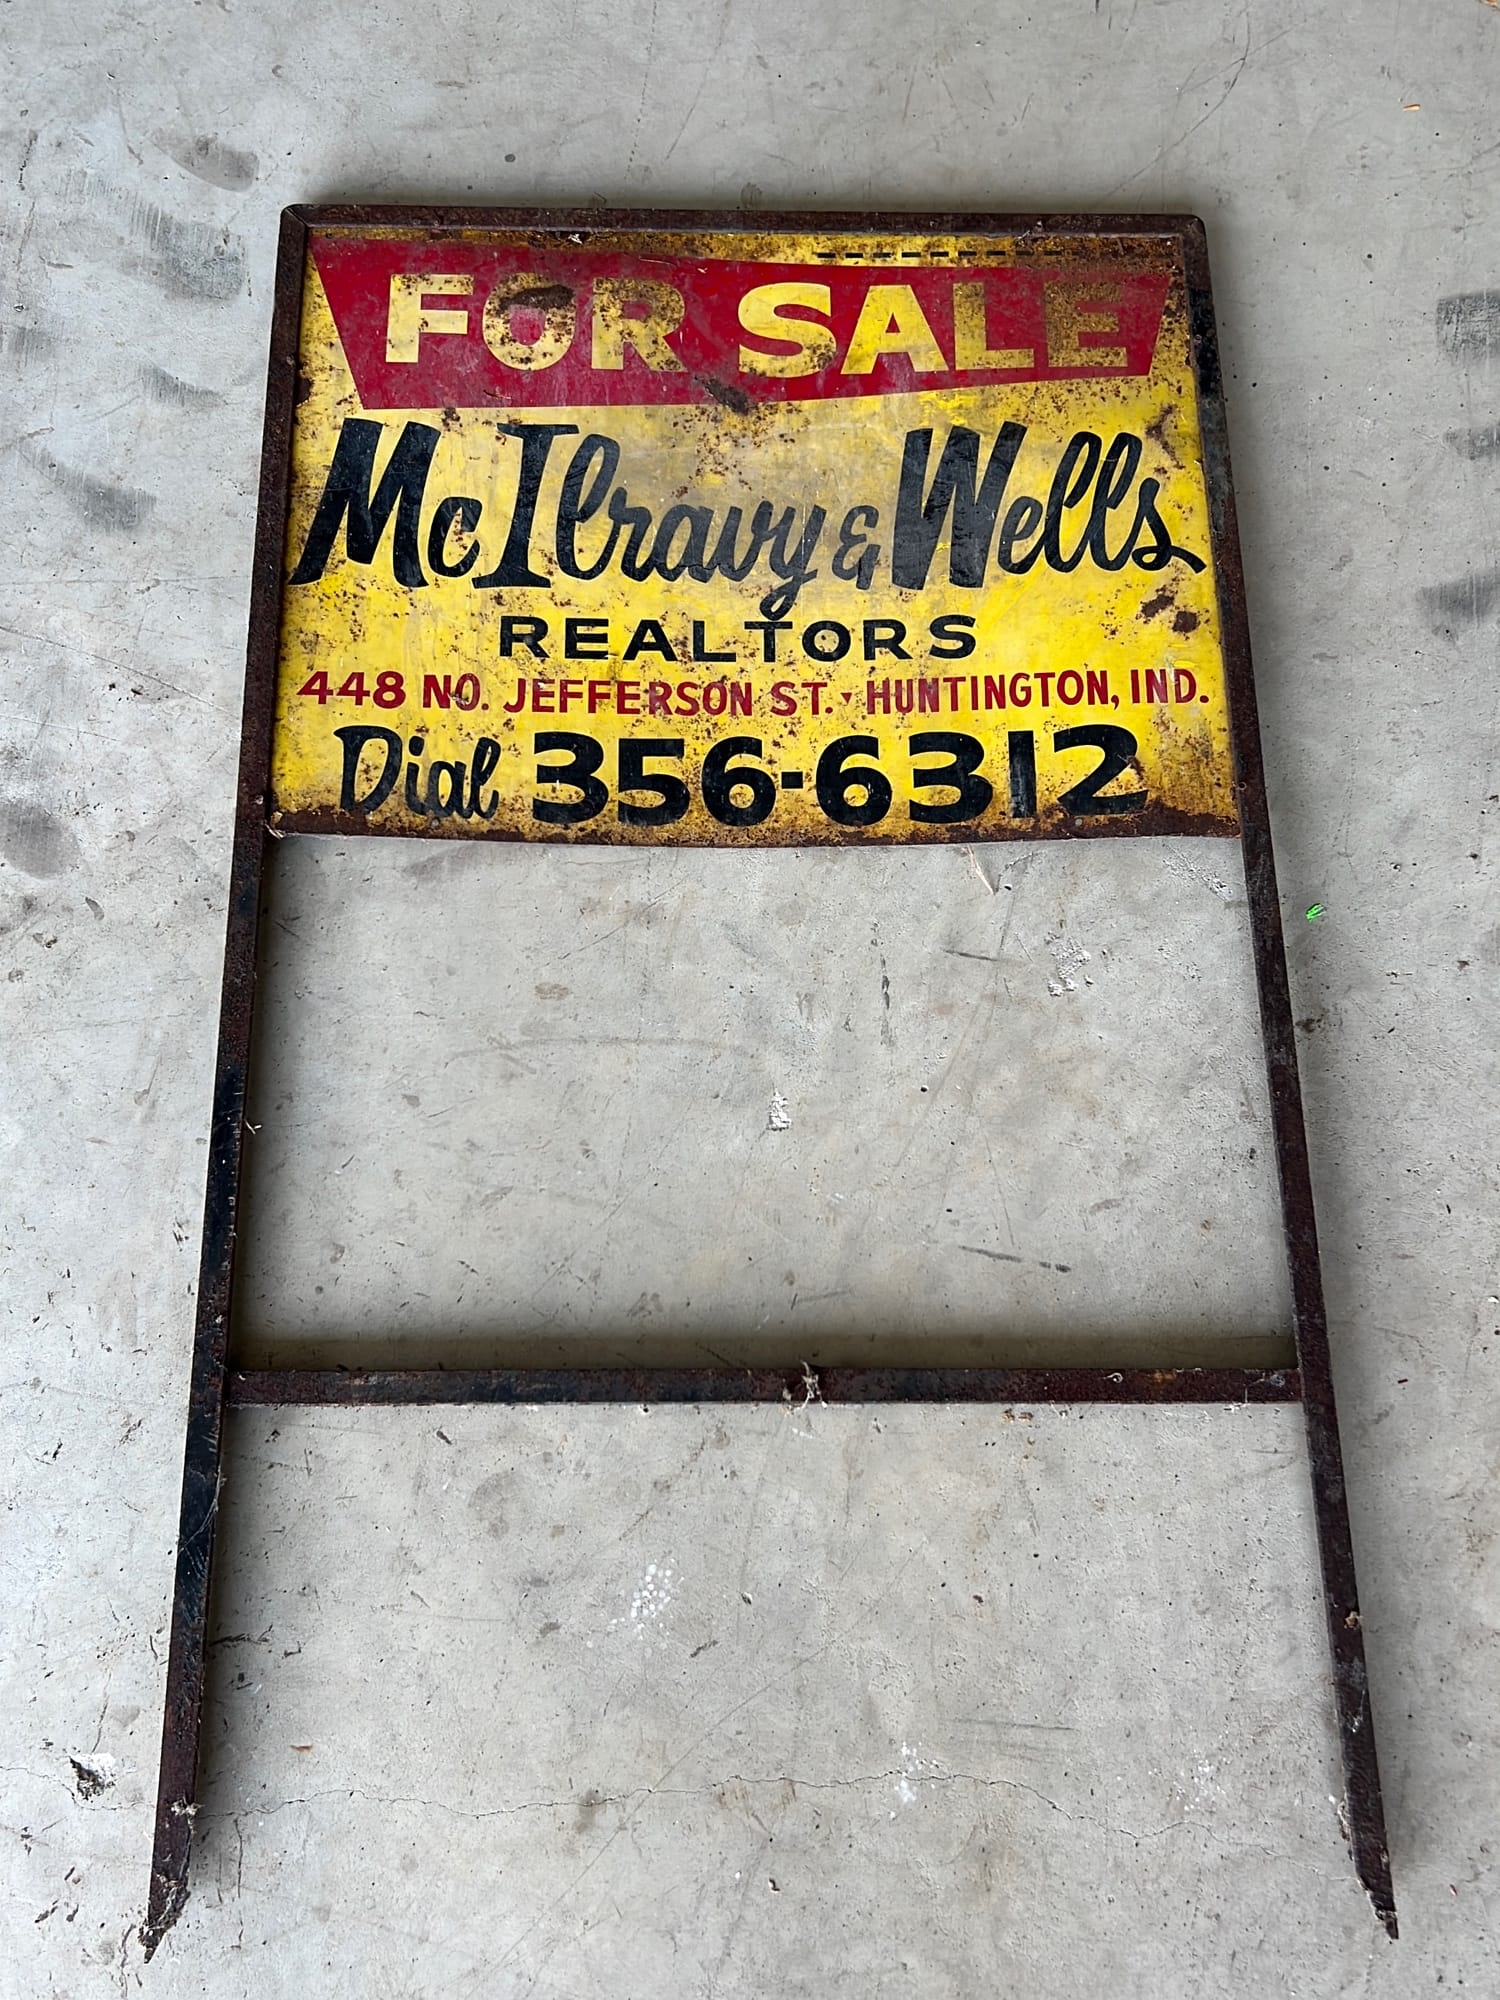 FOR SALE
McIlravy & Wells
REALTORS
448 NO. JEFFERSON ST. · HUNTINGTON, IND.
Dial 356-6312